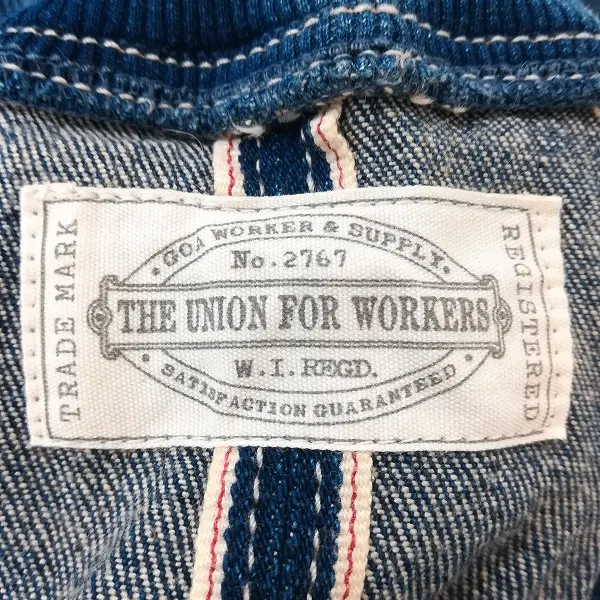 TRADE MARK
GOA WORKER & SUPPLY.
No. 2767
THE UNION FOR WORKERS
W.I.REGD.
SATISFACTION GUARANTEED
REGISTERED